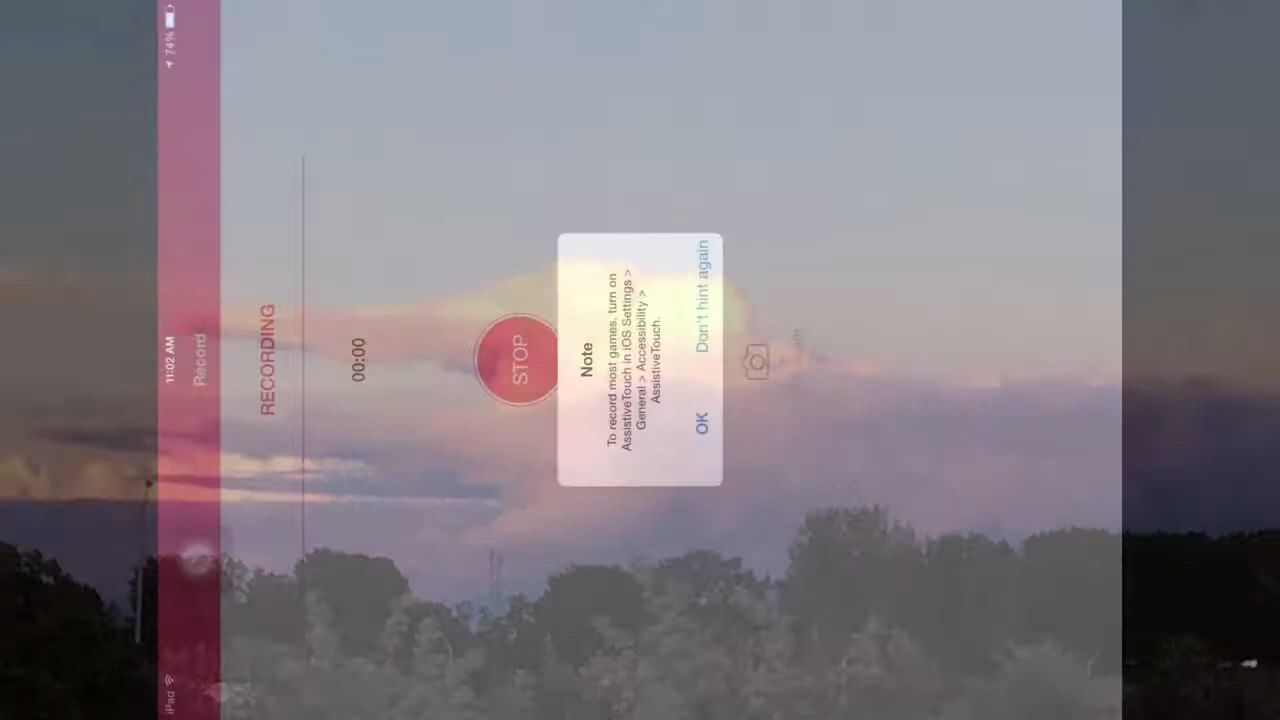 iPad
11:02 AM
74%
Record
RECORDING
00:00
STOP
Note
To record most games, turn on
AssistiveTouch in iOS Settings >
General > Accessibility >
AssistiveTouch.
OK
Don't hint again